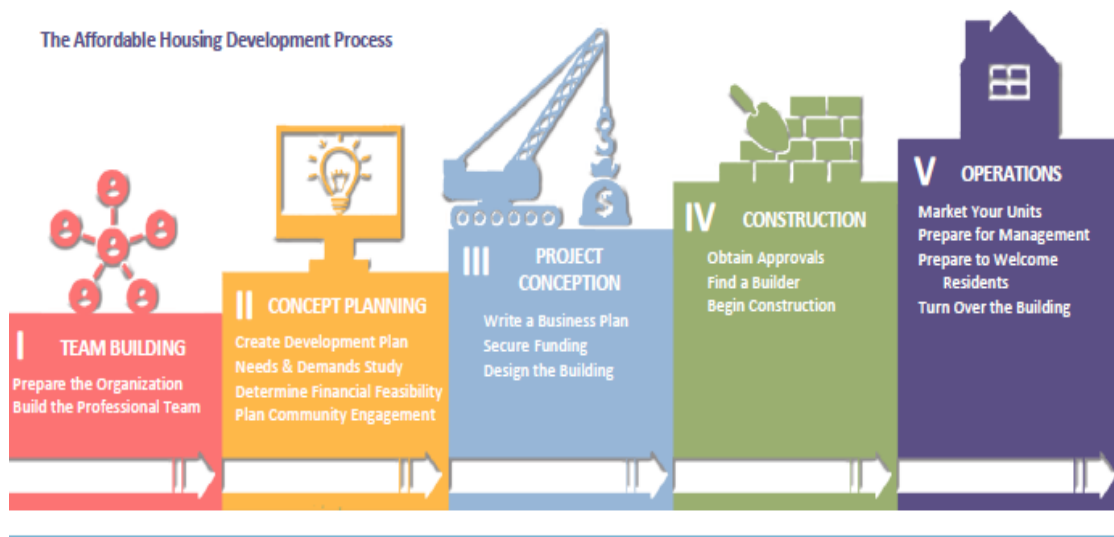 The Affordable Housing Development Process
I TEAM BUILDING
Prepare the Organization
Build the Professional Team
II CONCEPT PLANNING
Create Development Plan
Needs & Demands Study
Determine Financial Feasibility
Plan Community Engagement
$
III PROJECT
CONCEPTION
Write a Business Plan
Secure Funding
Design the Building
IV CONSTRUCTION
Obtain Approvals
Find a Builder
Begin Construction
V OPERATIONS
Market Your Units
Prepare for Management
Prepare to Welcome
Residents
Turn Over the Building